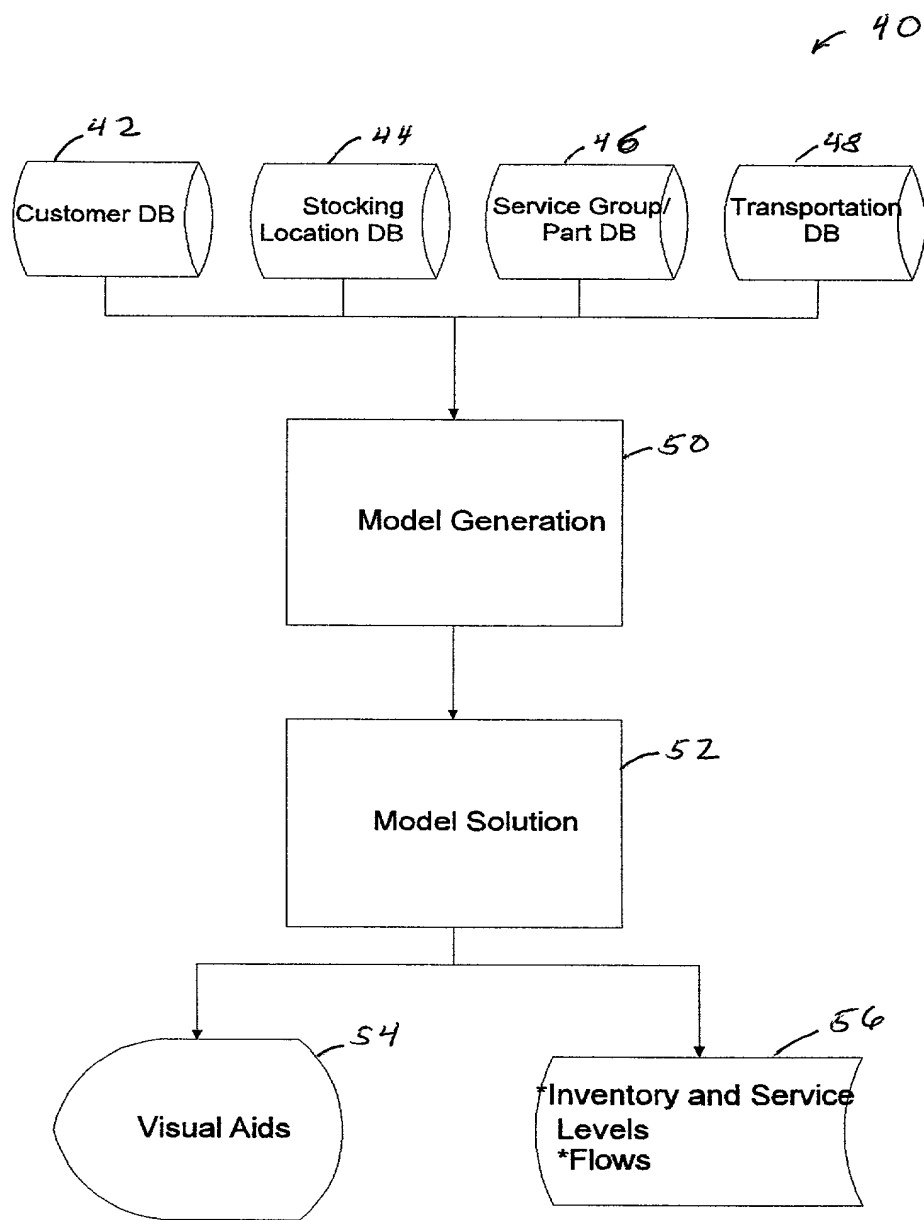 40
42
44
46
48
Customer DB
Stocking
Location DB
Service Group/
Part DB
Transportation
DB
50
Model Generation
52
Model Solution
54
Visual Aids
56
*Inventory and Service
Levels
*Flows